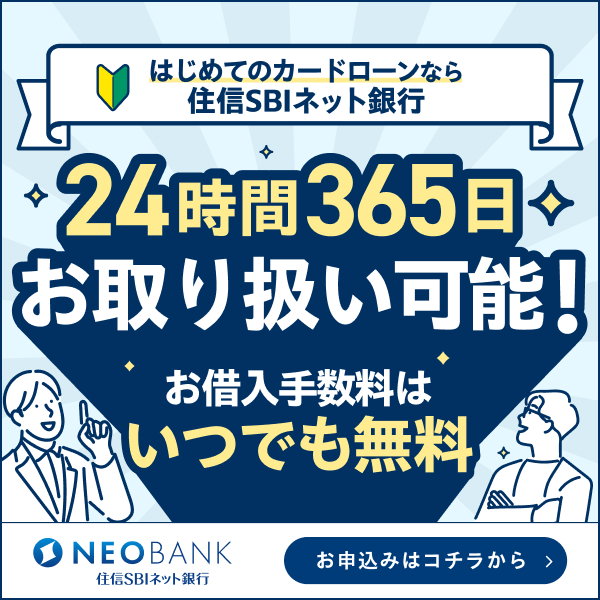 はじめてのカードローンなら
住信SBIネット銀行
24時間365日
お取り扱い可能!
お借入手数料は
いつでも無料
NEOBANK
住信SBIネット銀行
お申込みはコチラから